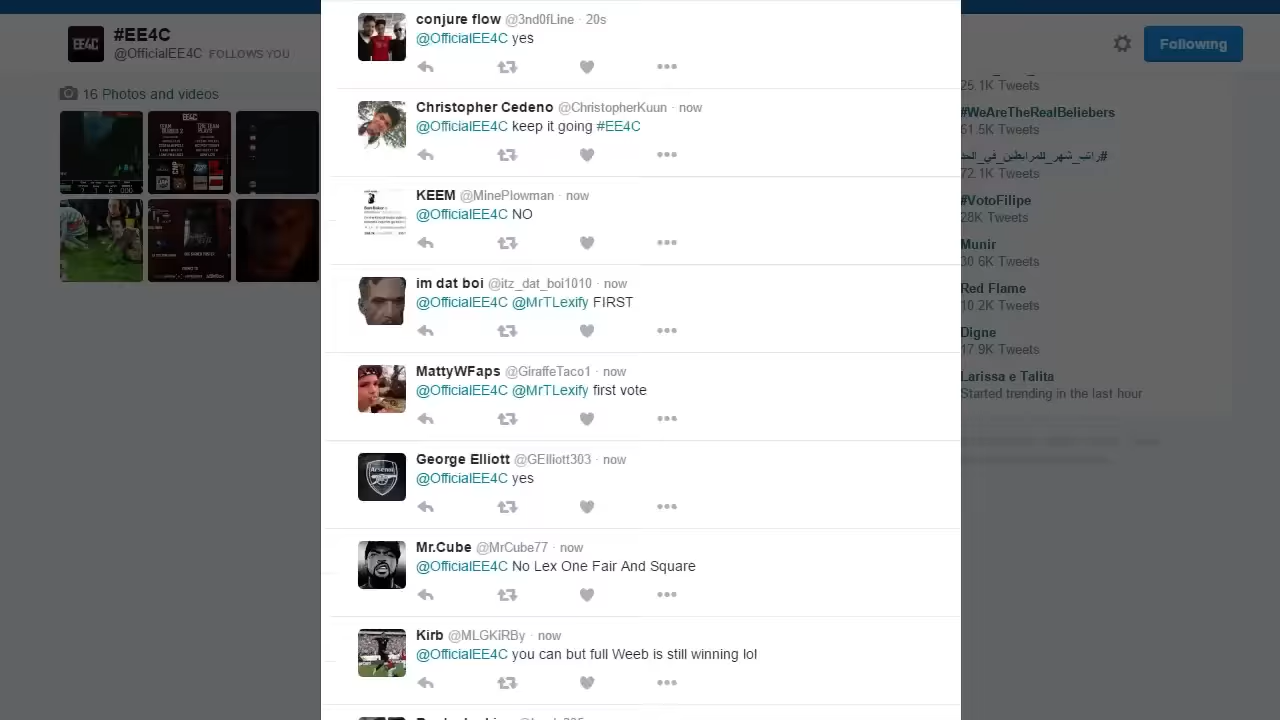 #EE4C
@OfficialEE4C FOLLOWS YOU
16 Photos and videos
conjure flow @3nd0fLine · 20s
@OfficialEE4C yes
Christopher Cedeno @ChristopherKuun · now
@OfficialEE4C keep it going #EE4C
KEEM @MinePlowman · now
@OfficialEE4C NO
im dat boi @itz_dat_boi1010 · now
@OfficialEE4C @MrTLexify FIRST
MattyWFaps @GiraffeTaco1 · now
@OfficialEE4C @MrTLexify first vote
George Elliott @GElliott303 · now
@OfficialEE4C yes
Mr.Cube @MrCube77 · now
@OfficialEE4C No Lex One Fair And Square
Kirb @MLGKiRBy · now
@OfficialEE4C you can but full Weeb is still winning lol
Following
25.1K Tweets
#WeAreTheRealBeliebers
61.5K Tweets
72.1K Tweets
#VotoFilipe
28K Tweets
Munir
30.6K Tweets
Red Flame
10.2K Tweets
Digne
17.9K Tweets
Larissa e Talita
Started trending in the last hour